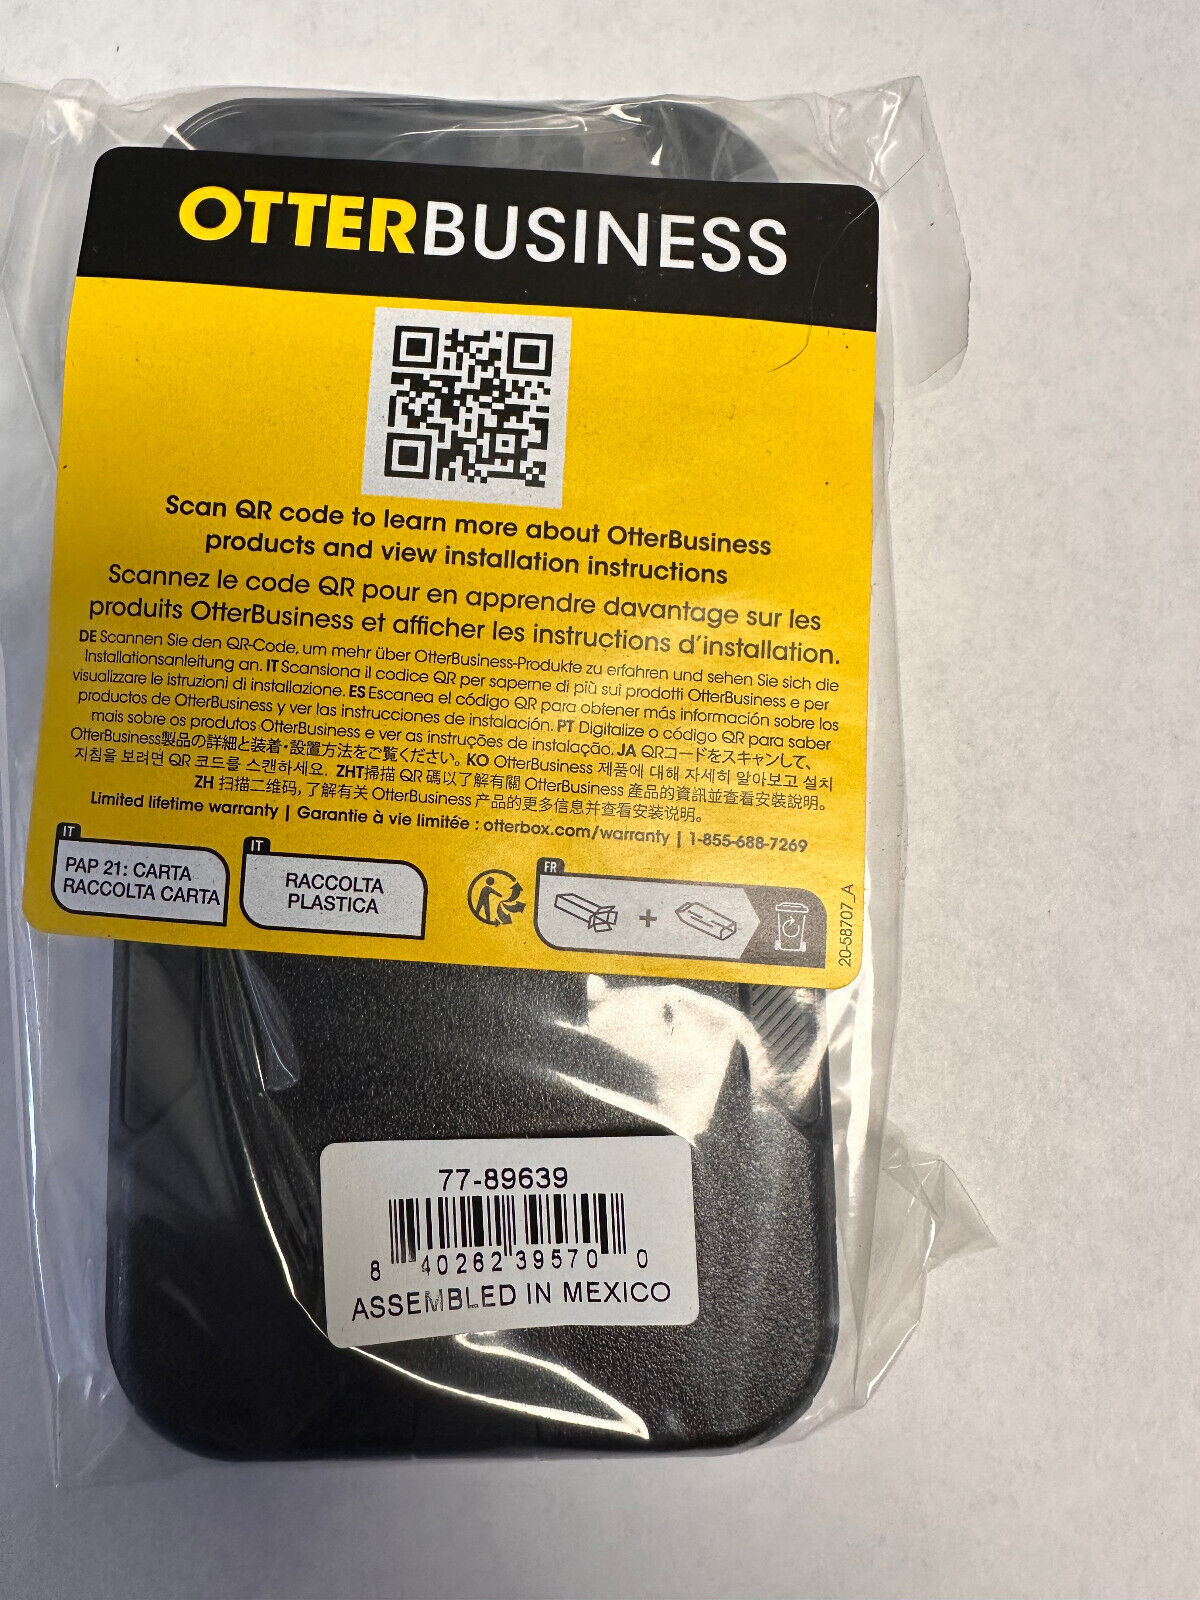 OTTERBUSINESS
Scan QR code to learn more about OtterBusiness
products and view installation instructions
Scannez le code QR pour en apprendre davantage sur les
produits OtterBusiness et afficher les instructions d'installation.
DE Scannen Sie den QR-Code, um mehr über OtterBusiness-Produkte zu erfahren und sehen Sie sich die
Installationsanleitung an. IT Scansiona il codice QR per saperne di più sui prodotti OtterBusiness e per
visualizzare le istruzioni di installazione. ES Escanea el código QR para obtener más información sobre los
productos de OtterBusiness y ver las instrucciones de instalación. PT Digitalize o código QR para saber
mais sobre os produtos OtterBusiness e ver as instruções de instalação. JA QRコードをスキャンして、
OtterBusiness製品の詳細と装着・設置方法をご覧ください。 KO OtterBusiness 제품에 대해 자세히 알아보고 설치
지침을 보려면 QR 코드를 스캔하세요. ZHT掃描 QR 碼以了解有關 OtterBusiness 產品的資訊並查看安裝說明。
ZH 扫描二维码，了解有关 OtterBusiness 产品的更多信息并查看安装说明。
Limited lifetime warranty | Garantie à vie limitée : otterbox.com/warranty | 1-855-688-7269
IT
PAP 21: CARTA
RACCOLTA CARTA
IT
RACCOLTA
PLASTICA
FR
+
20-58707_A
77-89639
8 40262 39570 0
ASSEMBLED IN MEXICO